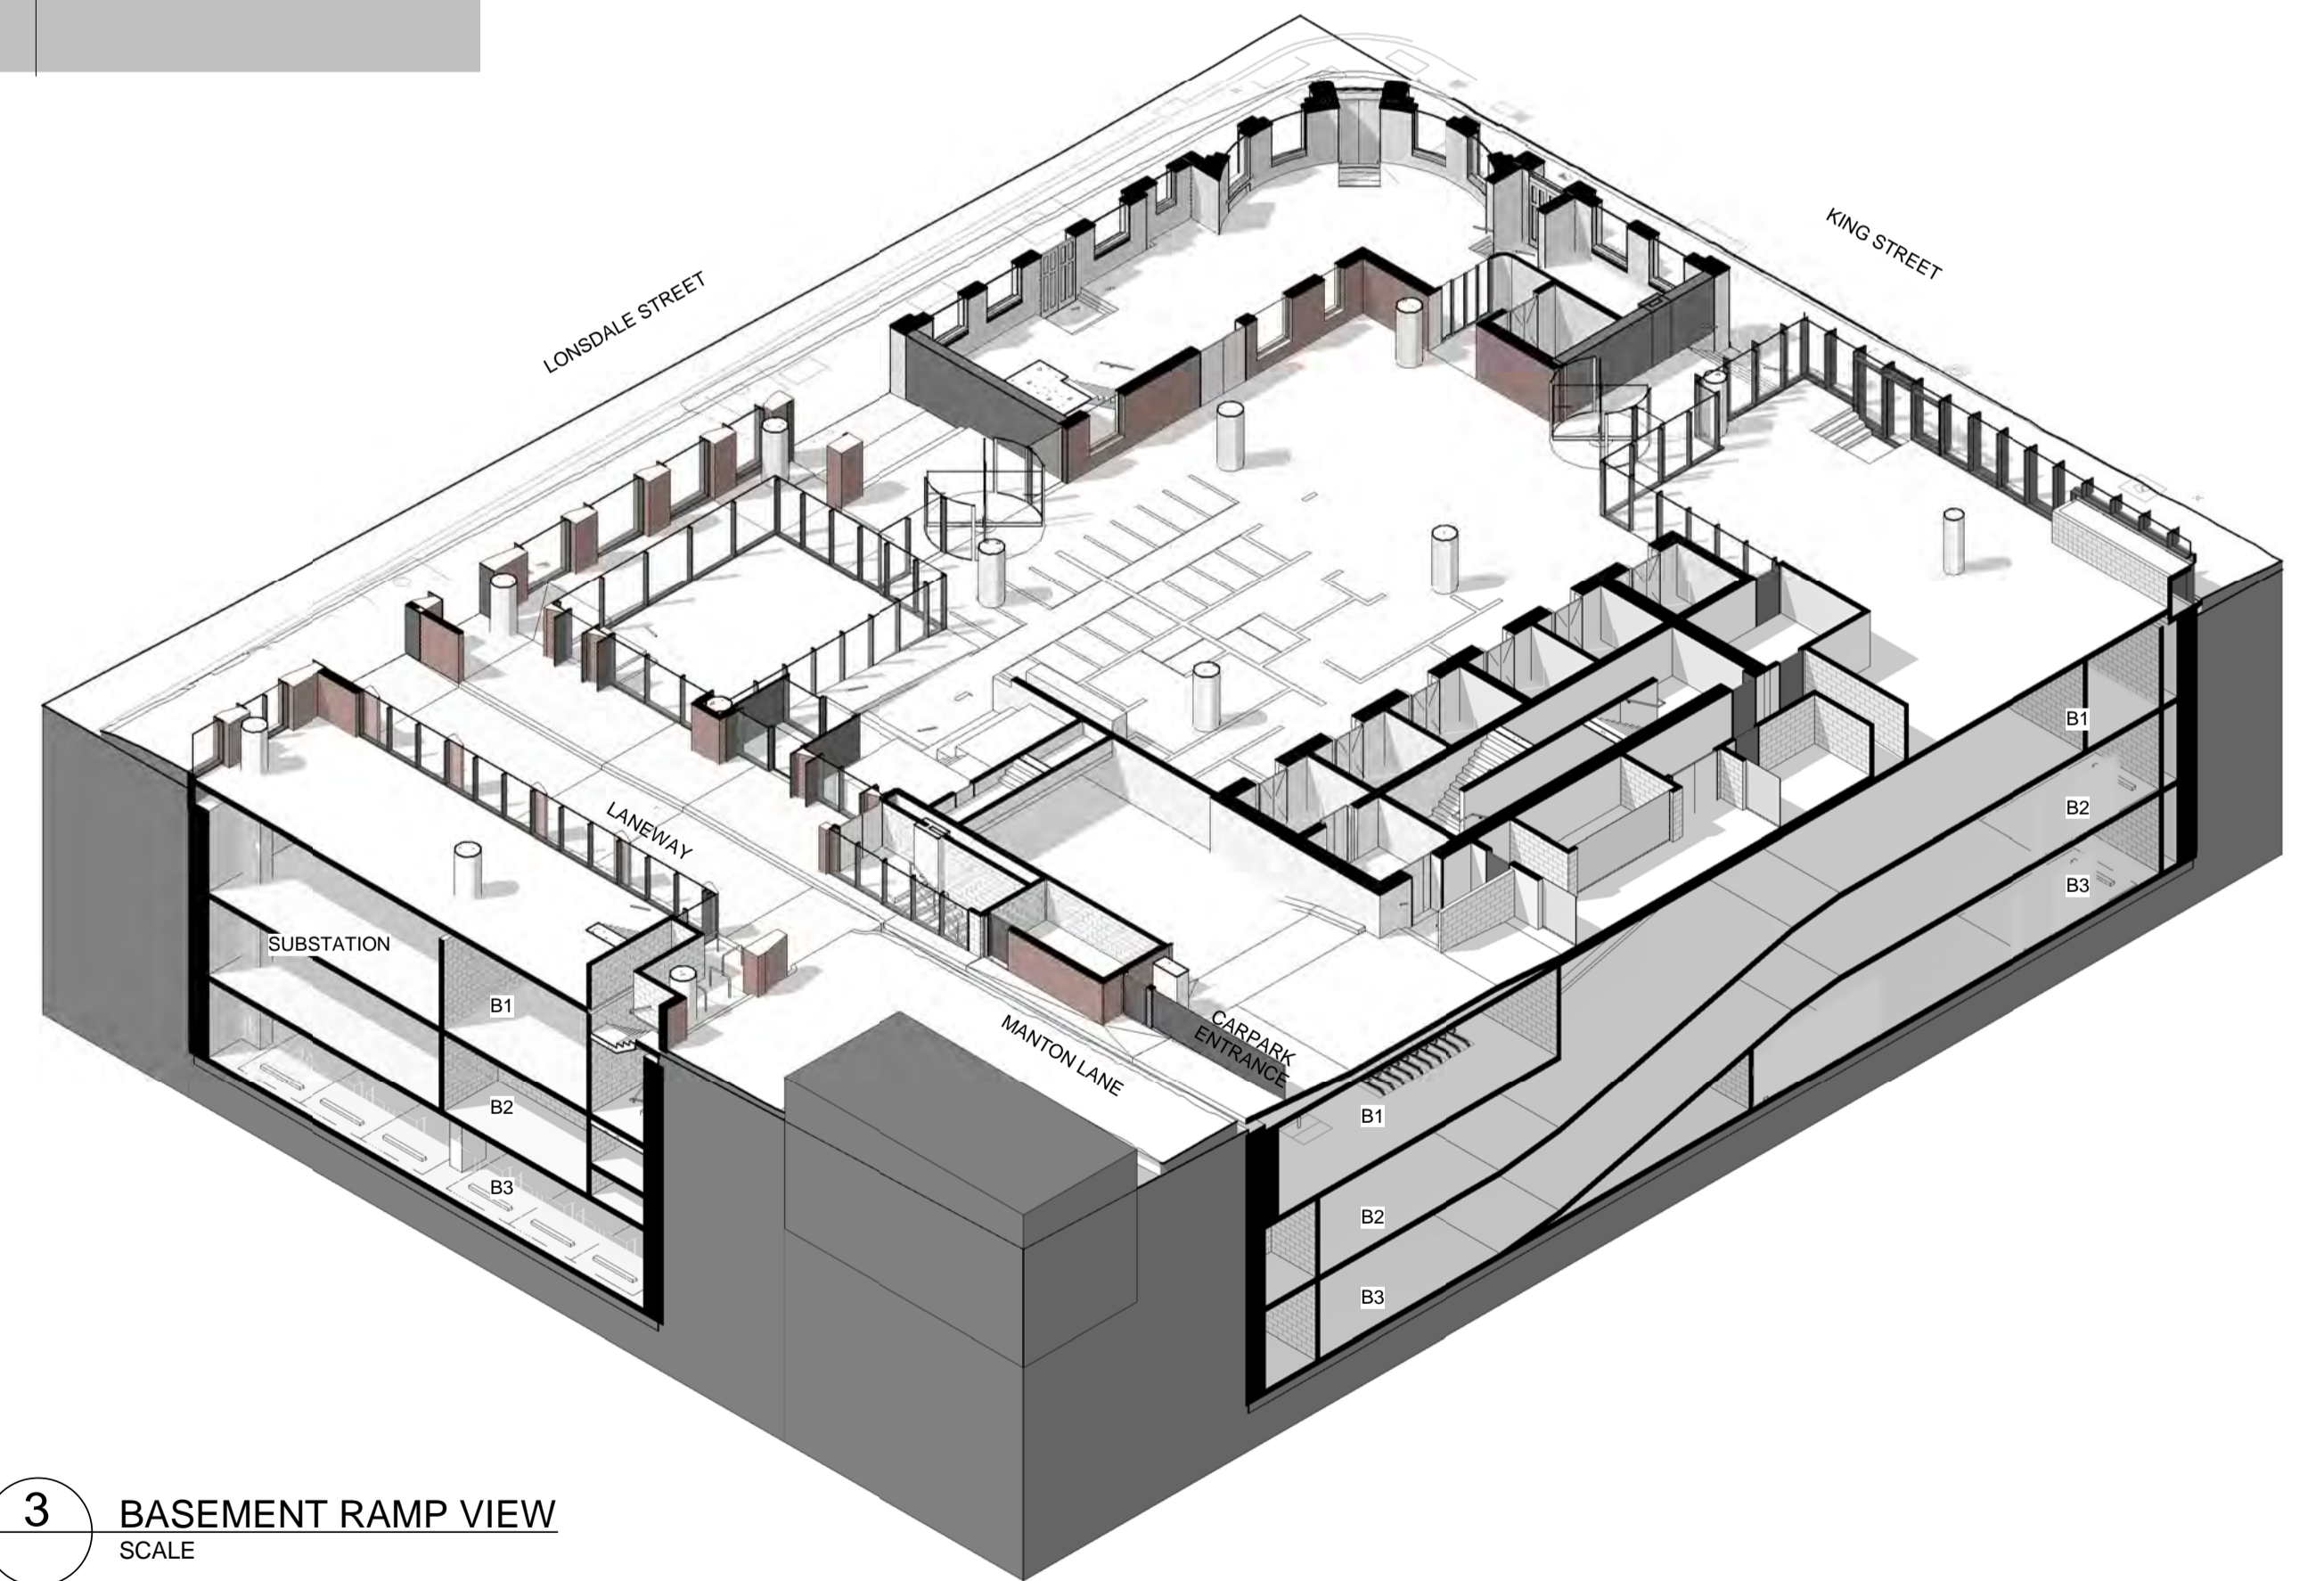 LONSDALE STREET
KING STREET
LANEWAY
SUBSTATION
B1
B2
B3
MANTON LANE
CARPARK
ENTRANCE
B1
B2
B3
B1
B2
B3
3
BASEMENT RAMP VIEW
SCALE